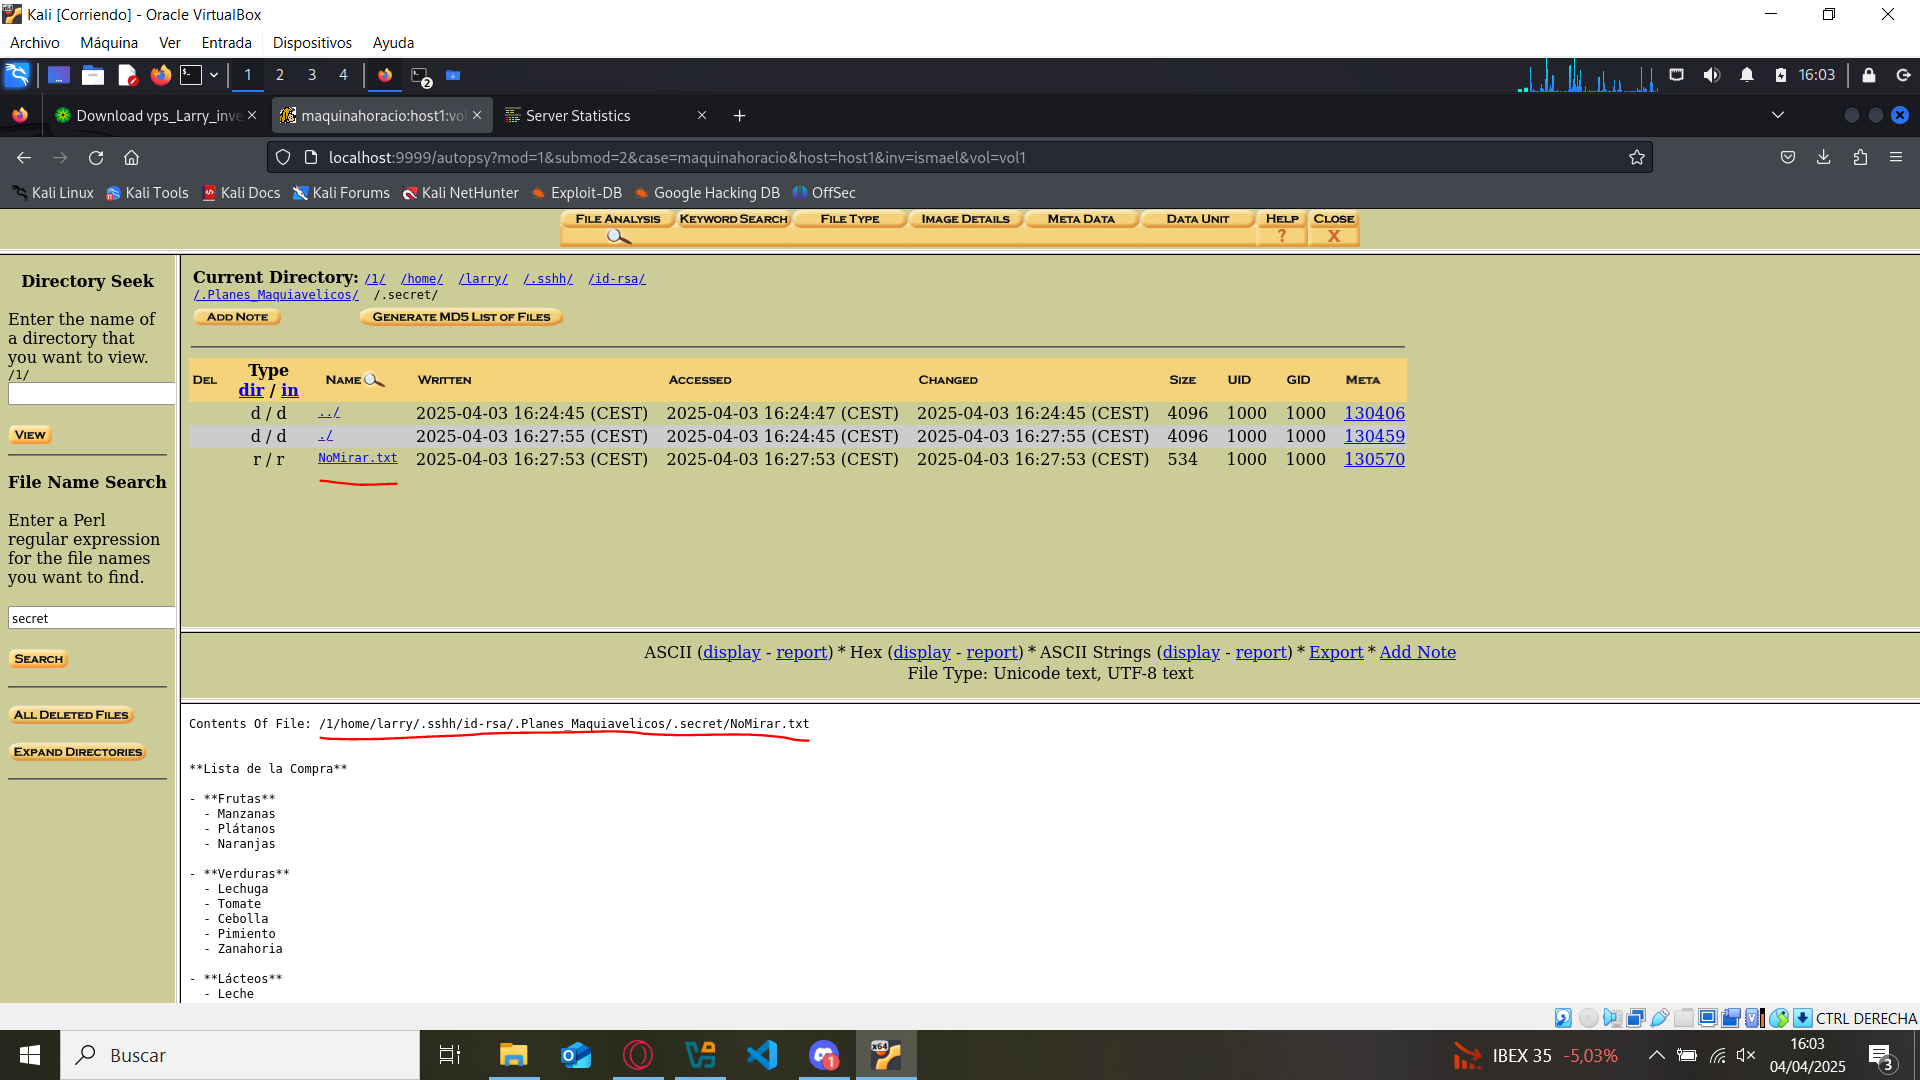 Kali [Corriendo] - Oracle VirtualBox
Archivo Máquina Ver Entrada Dispositivos Ayuda
1 2 3 4 2 16:03
Download vps_Larry_inve maquinahoracio:host1:vol Server Statistics
localhost:9999/autopsy?mod=1&submod=2&case=maquinahoracio&host=host1&inv=ismael&vol=vol1
Kali Linux Kali Tools Kali Docs Kali Forums Kali NetHunter Exploit-DB Google Hacking DB OffSec
FILE ANALYSIS KEYWORD SEARCH FILE TYPE IMAGE DETAILS META DATA DATA UNIT HELP CLOSE
? X
Directory Seek
Enter the name of
a directory that
you want to view.
/1/
VIEW
File Name Search
Enter a Perl
regular expression
for the file names
you want to find.
secret
SEARCH
ALL DELETED FILES
EXPAND DIRECTORIES
Current Directory: /1/ /home/ /larry/ /.sshh/ /id-rsa/
/.Planes_Maquiavelicos/ /.secret/
ADD NOTE GENERATE MD5 LIST OF FILES
DEL Type dir / in NAME WRITTEN ACCESSED CHANGED SIZE UID GID META
d / d ../ 2025-04-03 16:24:45 (CEST) 2025-04-03 16:24:47 (CEST) 2025-04-03 16:24:45 (CEST) 4096 1000 1000 130406
d / d ./ 2025-04-03 16:27:55 (CEST) 2025-04-03 16:24:45 (CEST) 2025-04-03 16:27:55 (CEST) 4096 1000 1000 130459
r / r NoMirar.txt 2025-04-03 16:27:53 (CEST) 2025-04-03 16:27:53 (CEST) 2025-04-03 16:27:53 (CEST) 534 1000 1000 130570
ASCII (display - report) * Hex (display - report) * ASCII Strings (display - report) * Export * Add Note
File Type: Unicode text, UTF-8 text
Contents Of File: /1/home/larry/.sshh/id-rsa/.Planes_Maquiavelicos/.secret/NoMirar.txt
**Lista de la Compra**
- **Frutas**
- Manzanas
- Plátanos
- Naranjas
- **Verduras**
- Lechuga
- Tomate
- Cebolla
- Pimiento
- Zanahoria
- **Lácteos**
- Leche
CTRL DERECHA
Buscar
1
x64
IBEX 35 -5,03%
16:03
04/04/2025
3